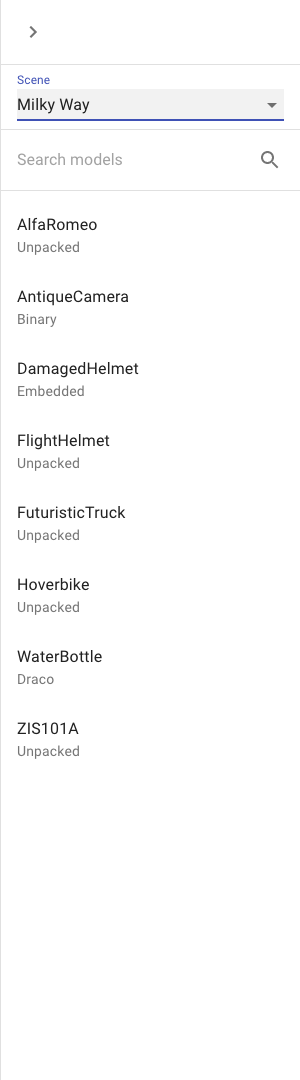 Scene
Milky Way
Search models
AlfaRomeo
Unpacked
AntiqueCamera
Binary
DamagedHelmet
Embedded
FlightHelmet
Unpacked
FuturisticTruck
Unpacked
Hoverbike
Unpacked
WaterBottle
Draco
ZIS101A
Unpacked